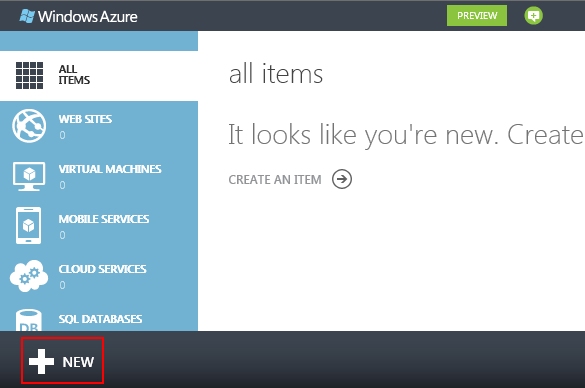 Windows Azure
PREVIEW
ALL
ITEMS
WEB SITES
0
VIRTUAL MACHINES
0
MOBILE SERVICES
0
CLOUD SERVICES
0
SQL DATABASES
DB
all items
It looks like you're new. Create
CREATE AN ITEM
NEW